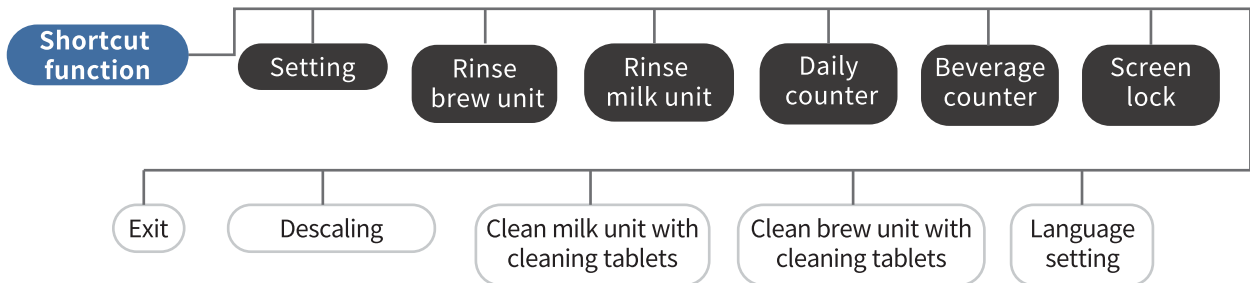 Shortcut
function
Setting
Rinse
brew unit
Rinse
milk unit
Daily
counter
Beverage
counter
Screen
lock
Exit
Descaling
Clean milk unit with
cleaning tablets
Clean brew unit with
cleaning tablets
Language
setting